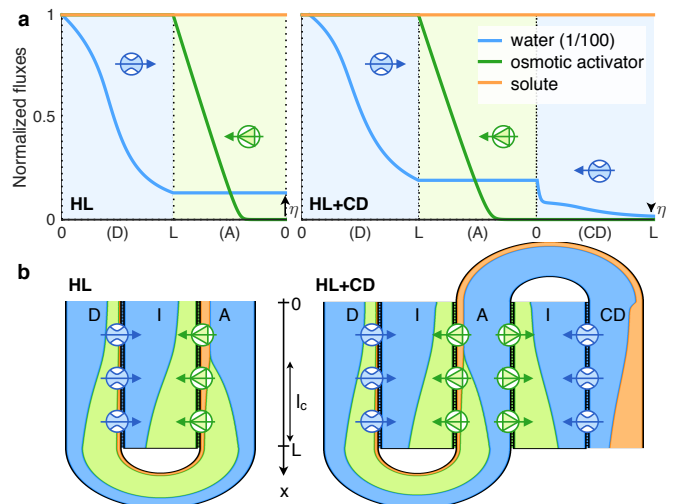 a
Normalized fluxes
1
0.5
0
HL
η
0 (D) L (A) 0
water (1/100)
osmotic activator
solute
HL+CD
η
0 (D) L (A) 0 (CD) L
b
HL
HL+CD
D I A
0
D I A I CD
lc
L
x